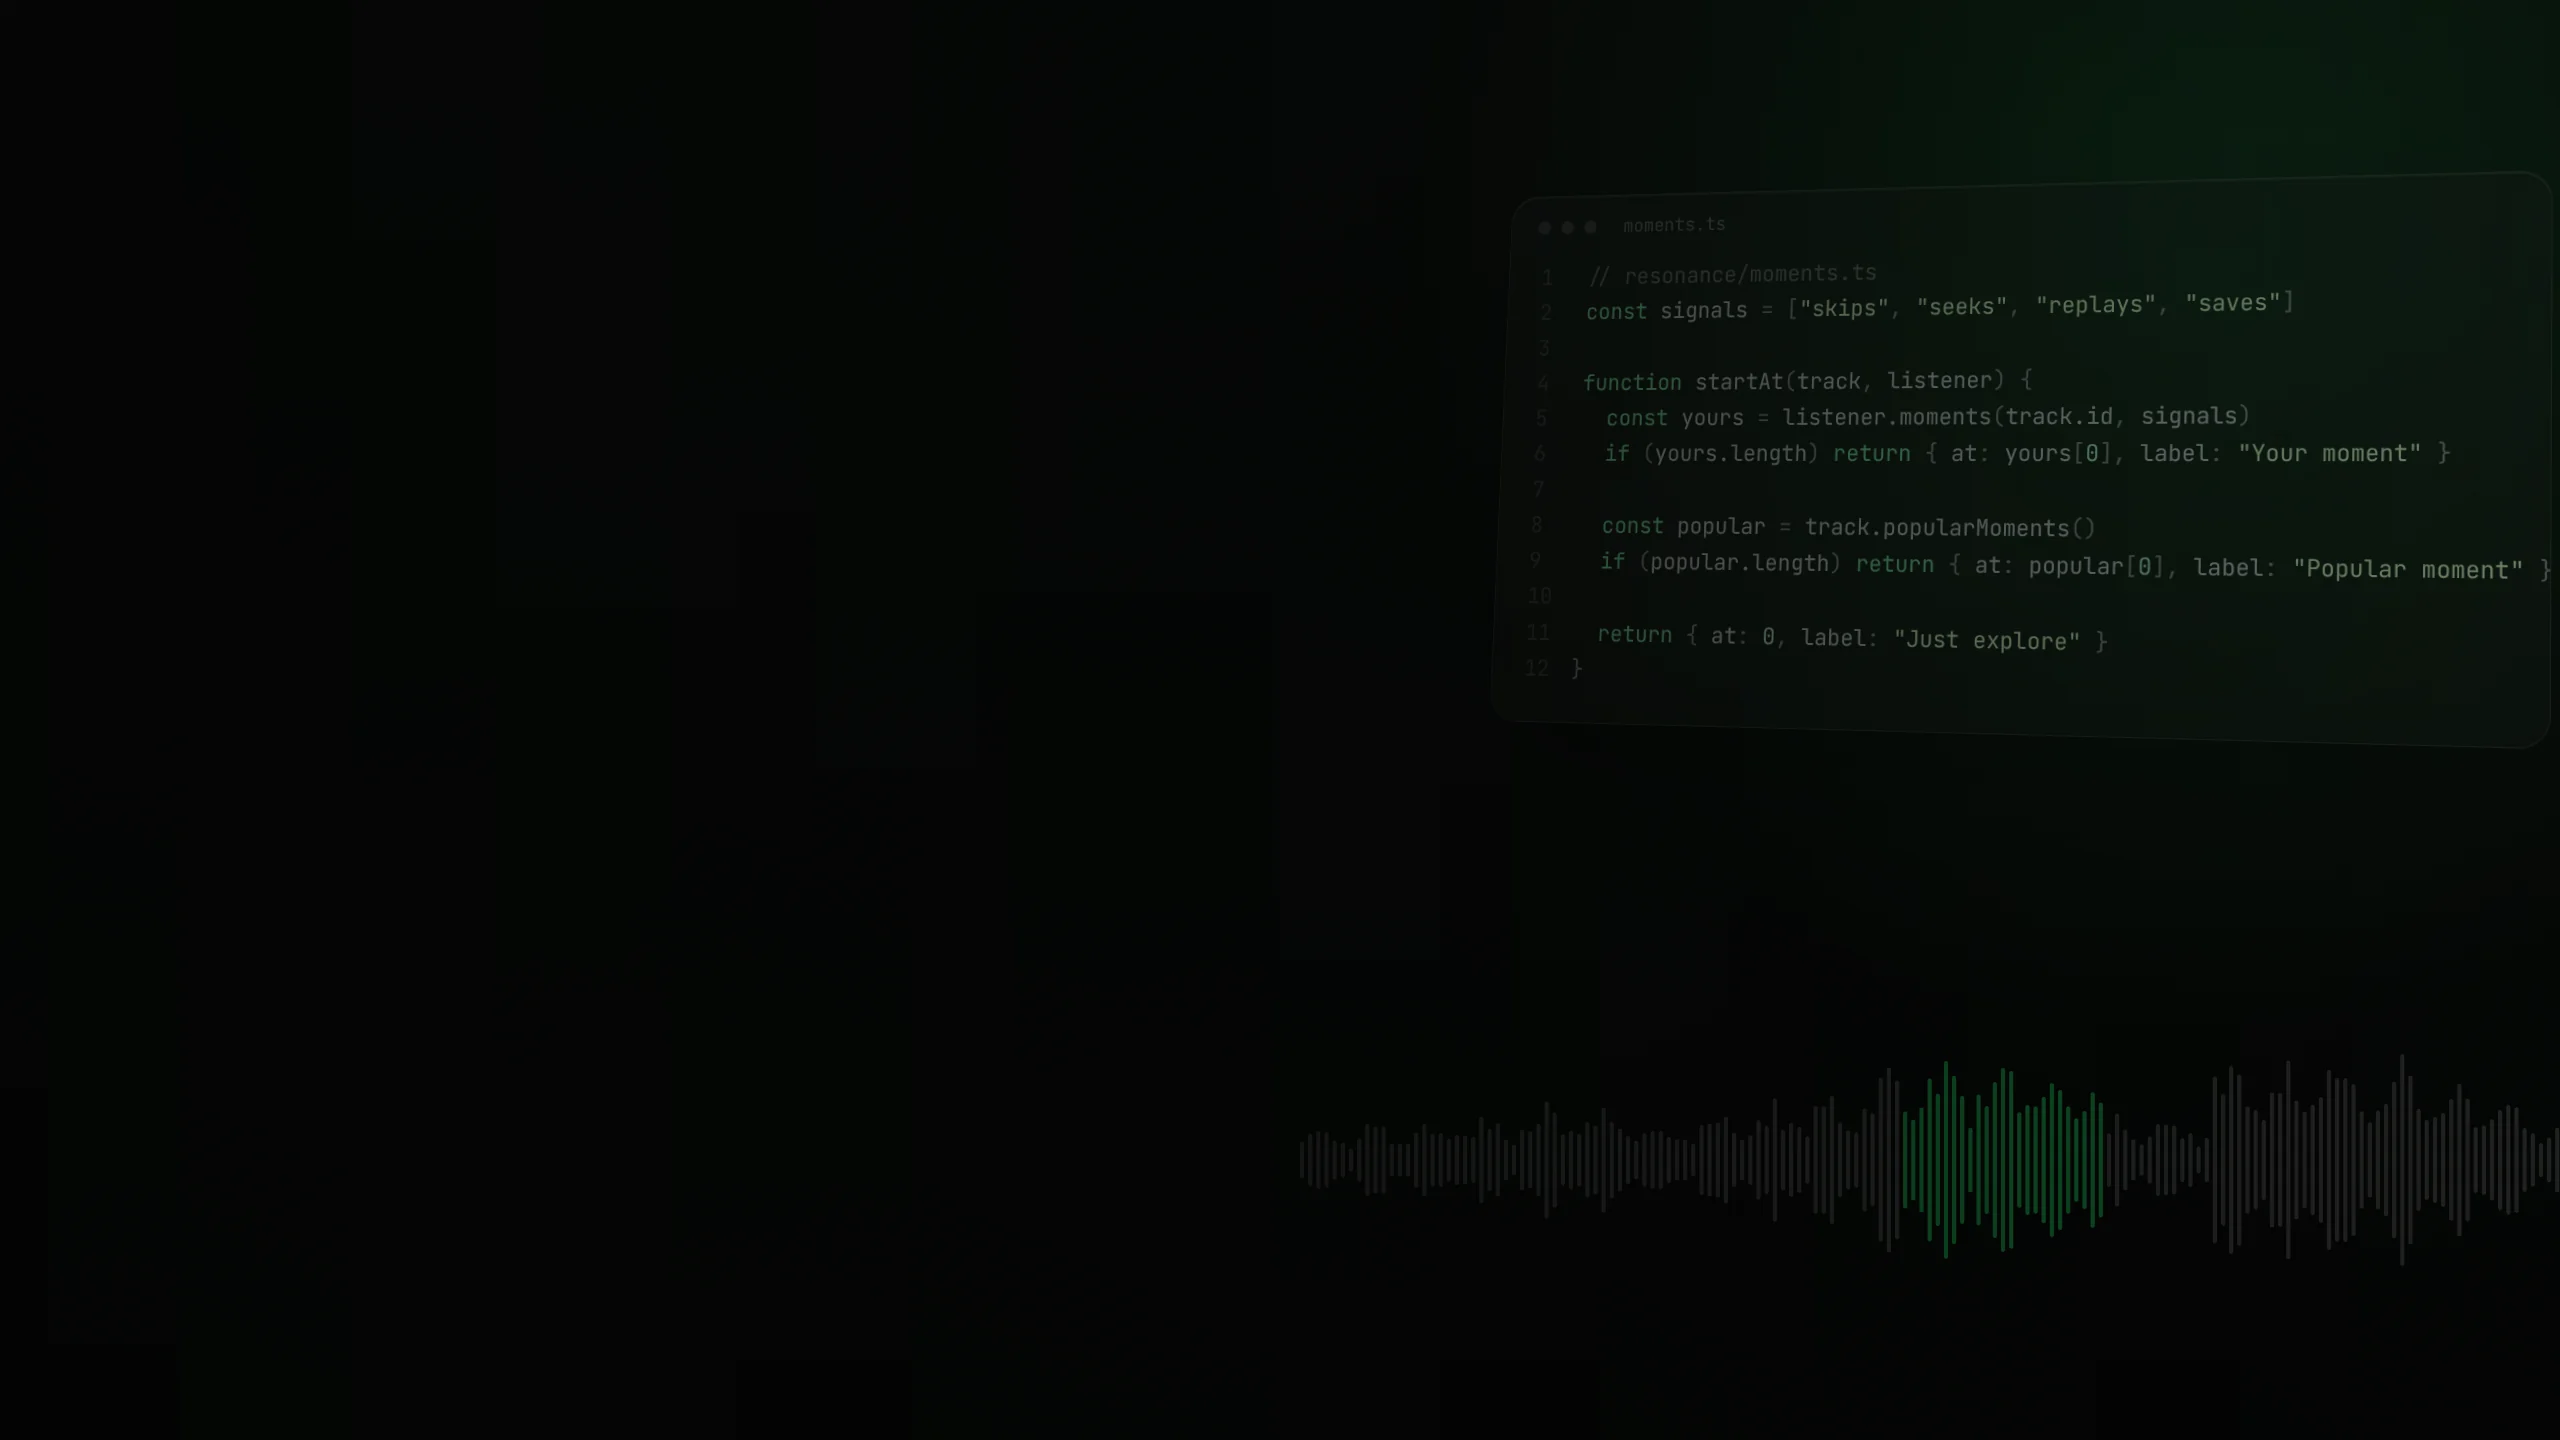 moments.ts
1 // resonance/moments.ts
2 const signals = ["skips", "seeks", "replays", "saves"]
3
4 function startAt(track, listener) {
5 const yours = listener.moments(track.id, signals)
6 if (yours.length) return { at: yours[0], label: "Your moment" }
7
8 const popular = track.popularMoments()
9 if (popular.length) return { at: popular[0], label: "Popular moment" }
10
11 return { at: 0, label: "Just explore" }
12 }